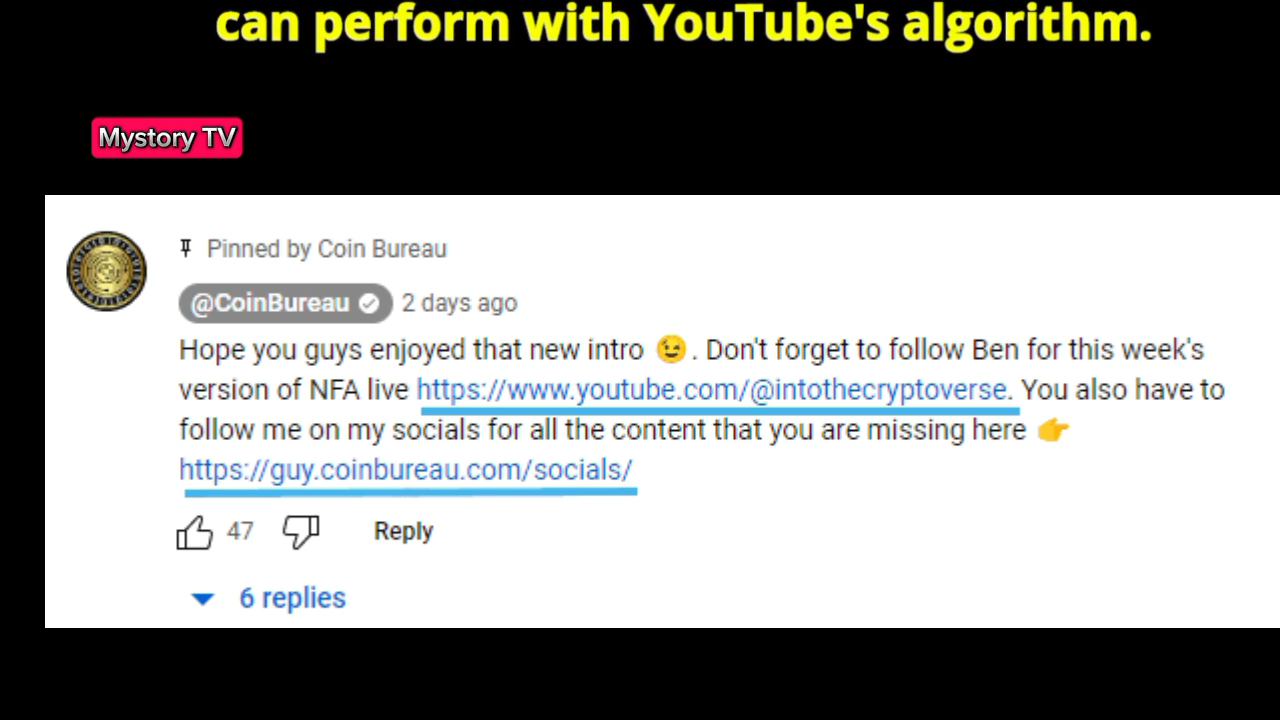 can perform with YouTube's algorithm.
Mystory TV
Pinned by Coin Bureau
@CoinBureau 2 days ago
Hope you guys enjoyed that new intro 😉. Don't forget to follow Ben for this week's
version of NFA live https://www.youtube.com/@intothecryptoverse. You also have to
follow me on my socials for all the content that you are missing here 👉
https://guy.coinbureau.com/socials/
47 Reply
6 replies